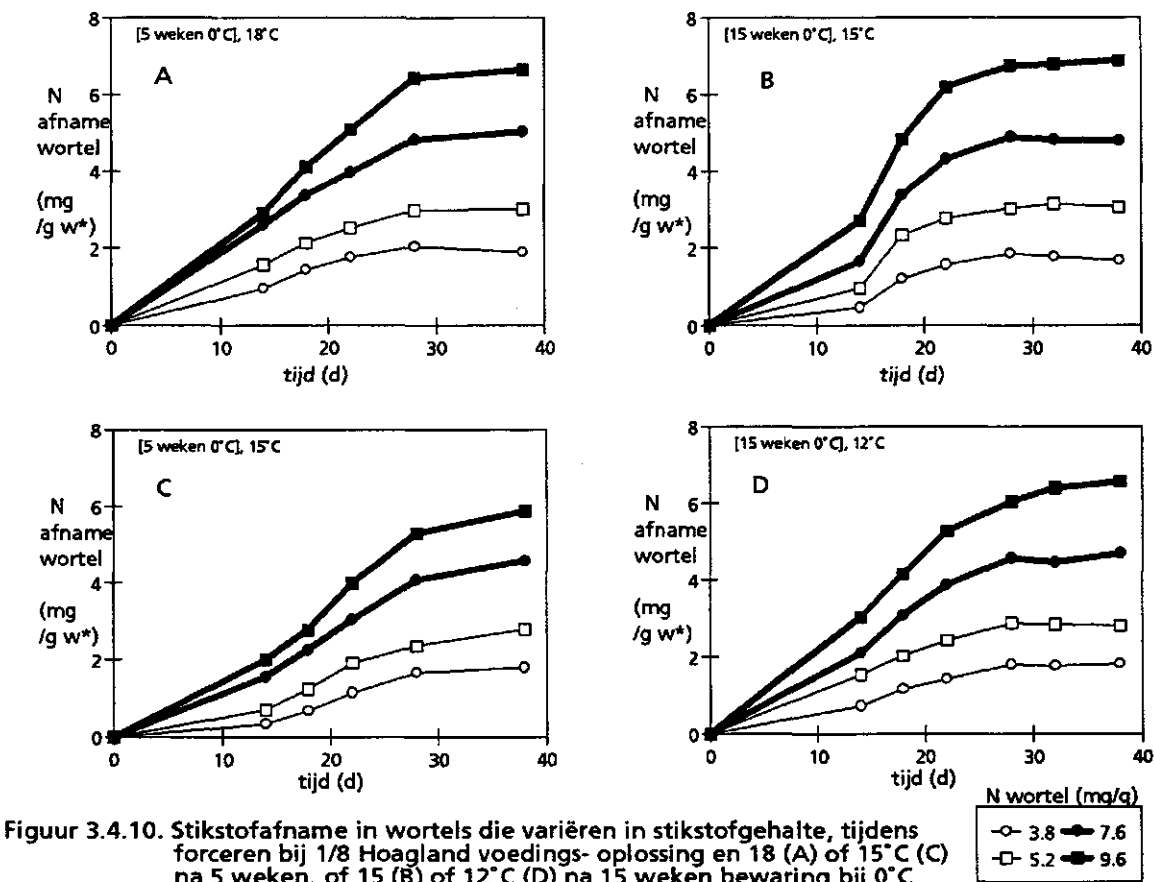 [5 weken 0°C], 18°C
A
N
afname
wortel
(mg
/g w*)
8
6
4
2
0
0 10 20 30 40
tijd (d)
[15 weken 0°C], 15°C
B
N
afname
wortel
(mg
/g w*)
8
6
4
2
0
0 10 20 30 40
tijd (d)
[5 weken 0°C], 15°C
C
N
afname
wortel
(mg
/g w*)
8
6
4
2
0
0 10 20 30 40
tijd (d)
[15 weken 0°C], 12°C
D
N
afname
wortel
(mg
/g w*)
8
6
4
2
0
0 10 20 30 40
tijd (d)
N wortel (mg/g)
3.8 7.6
5.2 9.6
Figuur 3.4.10. Stikstofafname in wortels die variëren in stikstofgehalte, tijdens
forceren bij 1/8 Hoagland voedings- oplossing en 18 (A) of 15°C (C)
na 5 weken, of 15 (B) of 12°C (D) na 15 weken bewaring bij 0°C